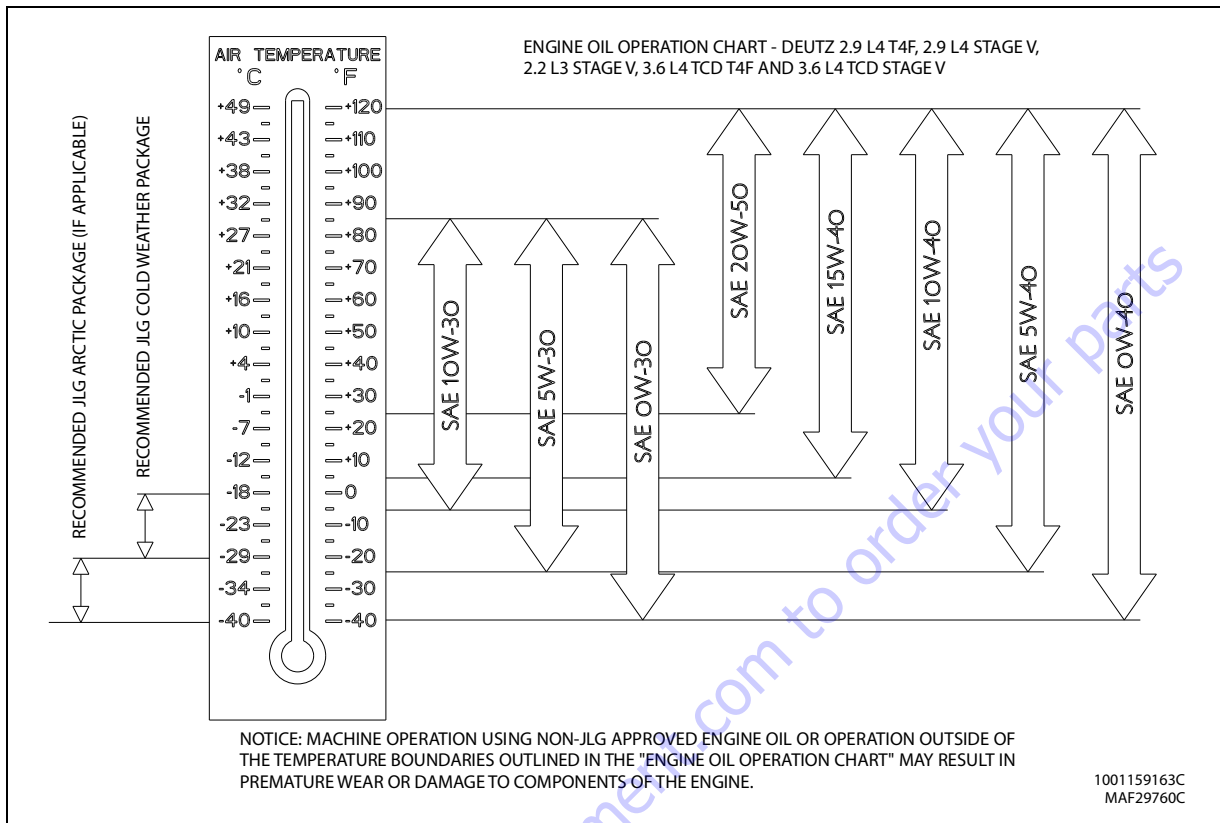 ENGINE OIL OPERATION CHART - DEUTZ 2.9 L4 T4F, 2.9 L4 STAGE V,
2.2 L3 STAGE V, 3.6 L4 TCD T4F AND 3.6 L4 TCD STAGE V
RECOMMENDED JLG ARCTIC PACKAGE (IF APPLICABLE)
RECOMMENDED JLG COLD WEATHER PACKAGE
AIR TEMPERATURE
°C °F
+49 +120
+43 +110
+38 +100
+32 +90
+27 +80
+21 +70
+16 +60
+10 +50
+4 +40
-1 +30
-7 +20
-12 +10
-18 0
-23 -10
-29 -20
-34 -30
-40 -40
SAE 10W-30
SAE 5W-30
SAE 0W-30
SAE 20W-50
SAE 15W-40
SAE 10W-40
SAE 5W-40
SAE 0W-40
ment.com to order your parts
NOTICE: MACHINE OPERATION USING NON-JLG APPROVED ENGINE OIL OR OPERATION OUTSIDE OF
THE TEMPERATURE BOUNDARIES OUTLINED IN THE "ENGINE OIL OPERATION CHART" MAY RESULT IN
PREMATURE WEAR OR DAMAGE TO COMPONENTS OF THE ENGINE.
1001159163C
MAF29760C